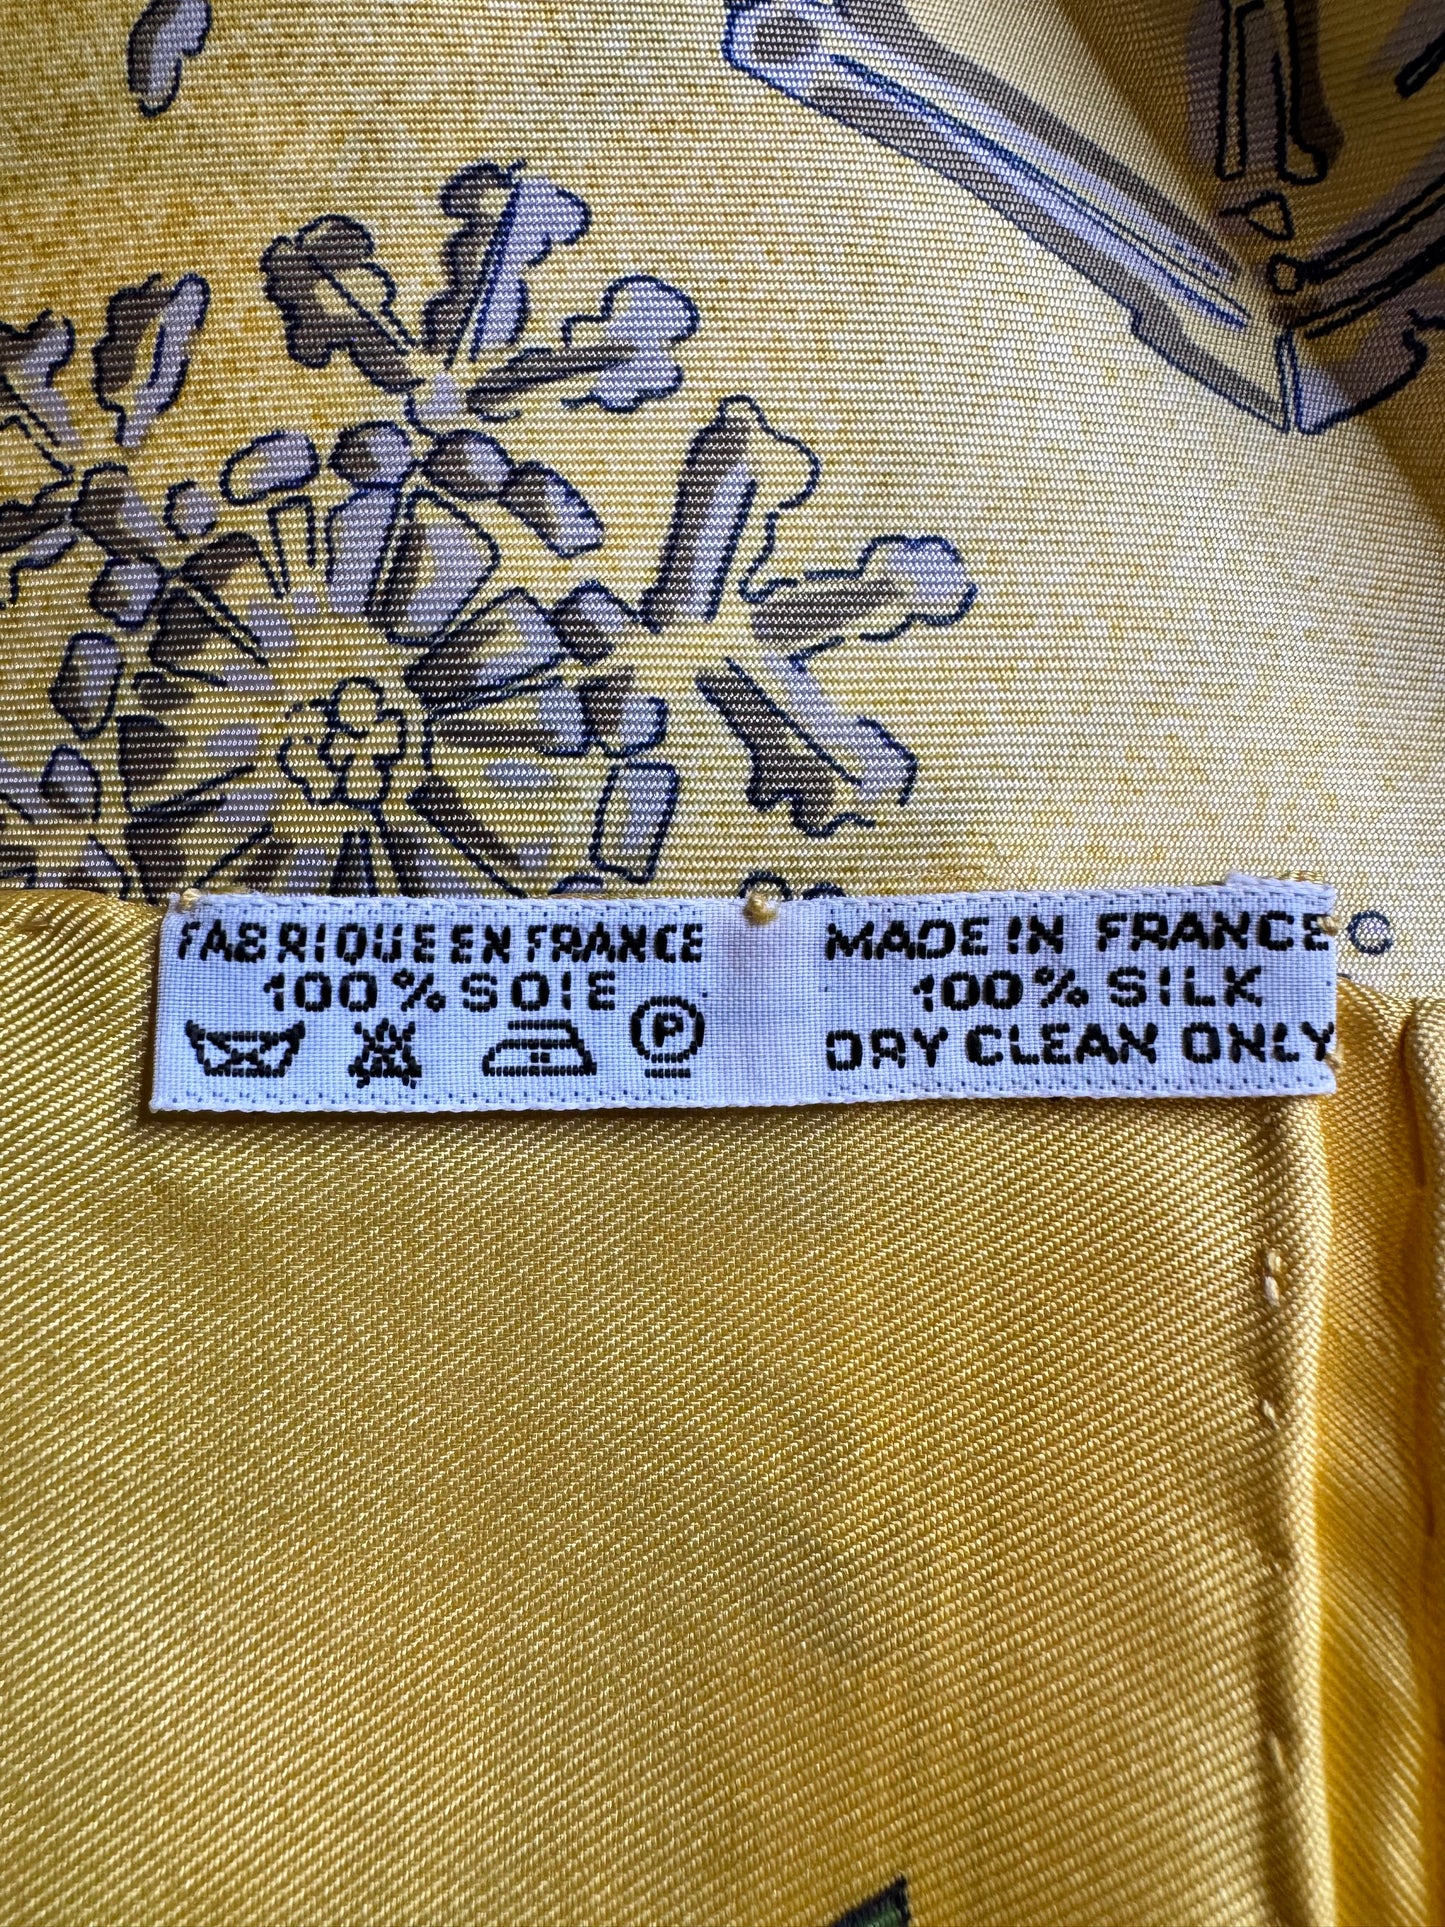 FABRIQUE EN FRANCE
100% SOIE
P
MADE IN FRANCE
100% SILK
DRY CLEAN ONLY
©